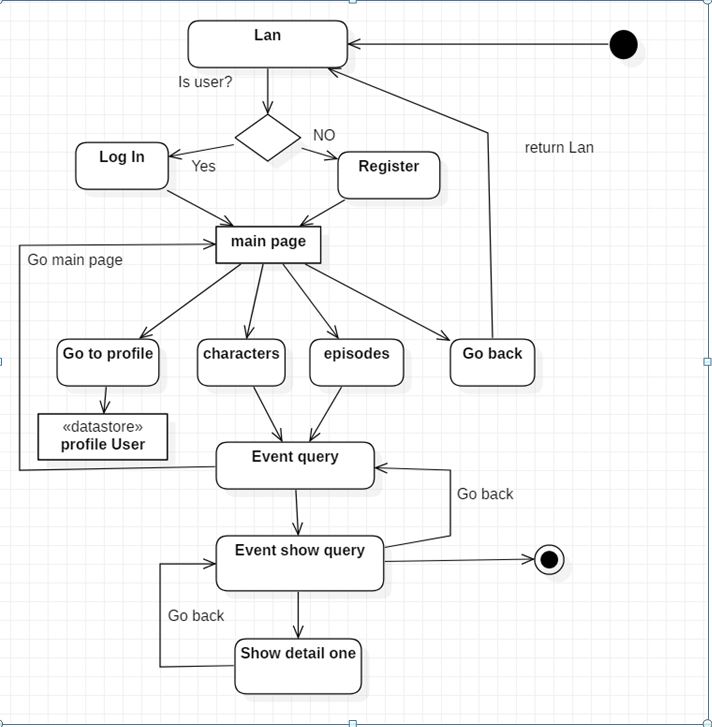 Lan
Is user?
NO
return Lan
Log In
Yes
Register
main page
Go main page
Go to profile
characters
episodes
Go back
«datastore»
profile User
Event query
Go back
Event show query
Go back
Show detail one